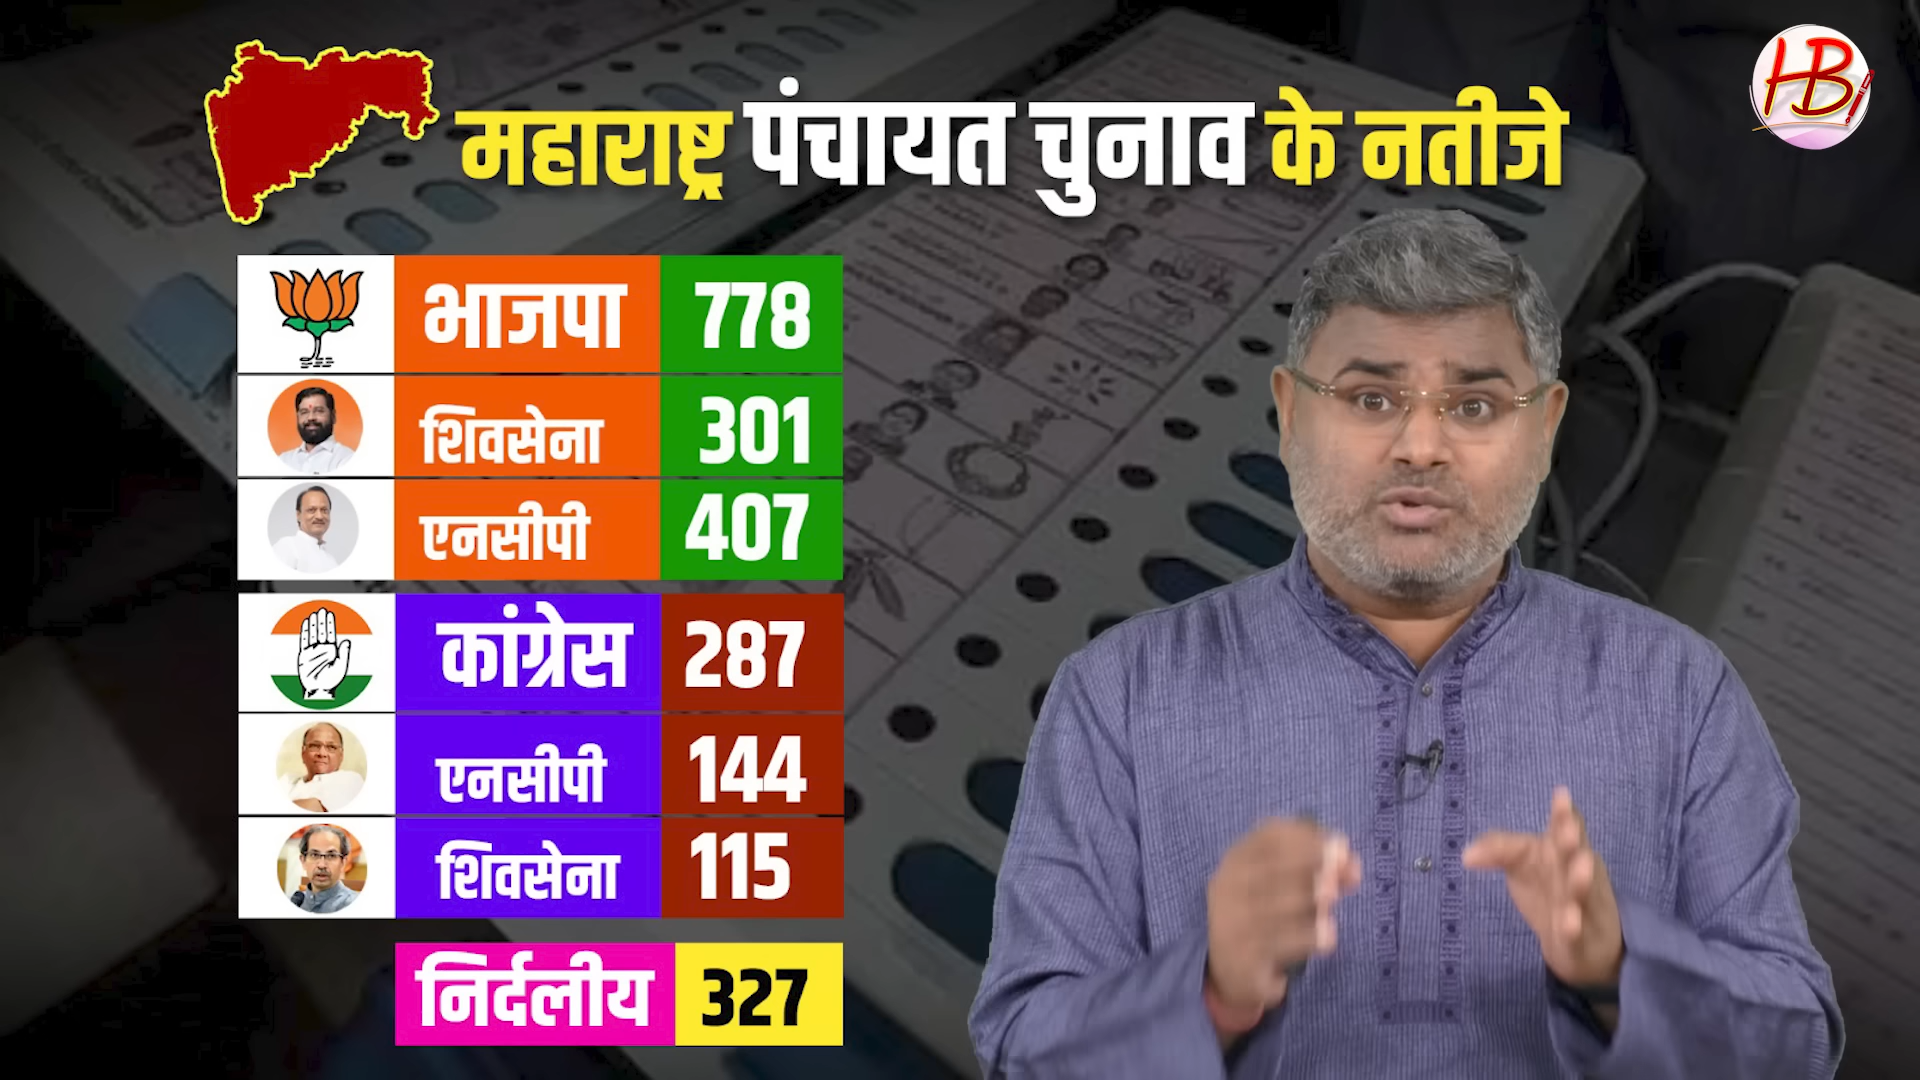 HB
महाराष्ट्र पंचायत चुनाव के नतीजे
भाजपा 778
शिवसेना 301
एनसीपी 407
कांग्रेस 287
एनसीपी 144
शिवसेना 115
निर्दलीय 327